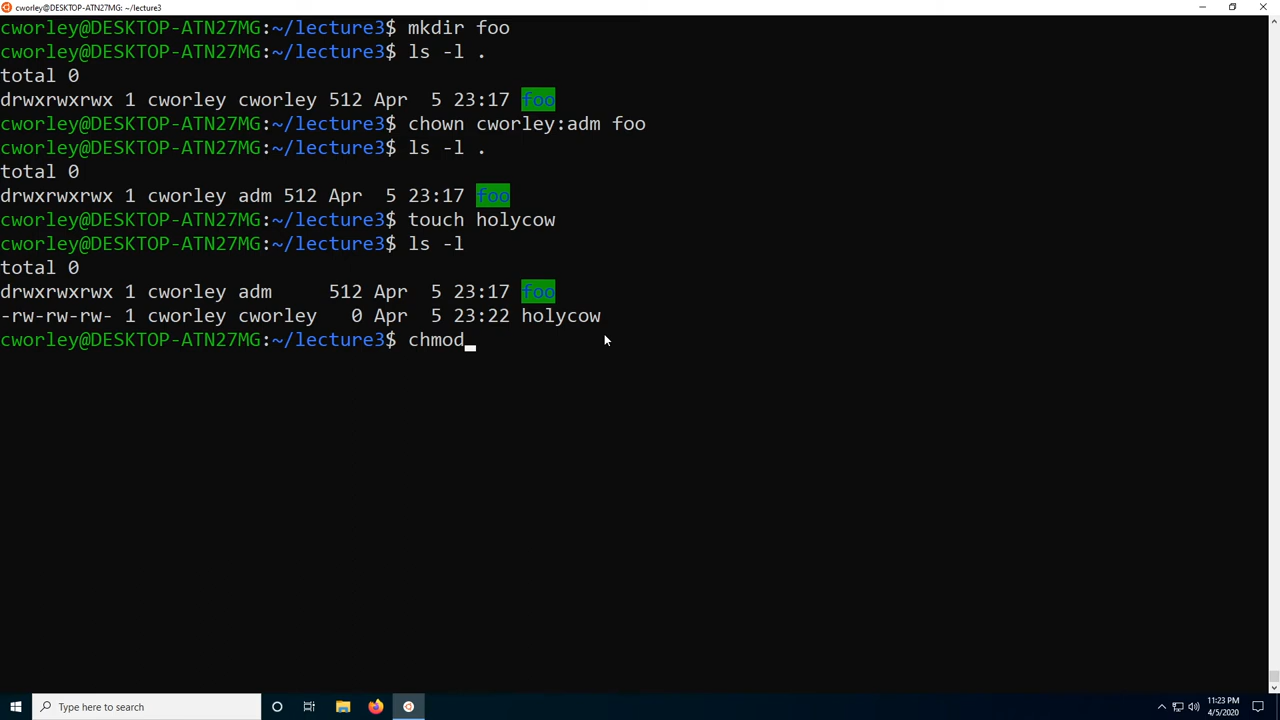 cworley@DESKTOP-ATN27MG: ~/lecture3
cworley@DESKTOP-ATN27MG:~/lecture3$ mkdir foo
cworley@DESKTOP-ATN27MG:~/lecture3$ ls -l .
total 0
drwxrwxrwx 1 cworley cworley 512 Apr  5 23:17 foo
cworley@DESKTOP-ATN27MG:~/lecture3$ chown cworley:adm foo
cworley@DESKTOP-ATN27MG:~/lecture3$ ls -l .
total 0
drwxrwxrwx 1 cworley adm 512 Apr  5 23:17 foo
cworley@DESKTOP-ATN27MG:~/lecture3$ touch holycow
cworley@DESKTOP-ATN27MG:~/lecture3$ ls -l
total 0
drwxrwxrwx 1 cworley adm     512 Apr  5 23:17 foo
-rw-rw-rw- 1 cworley cworley   0 Apr  5 23:22 holycow
cworley@DESKTOP-ATN27MG:~/lecture3$ chmod
Type here to search
11:23 PM
4/5/2020